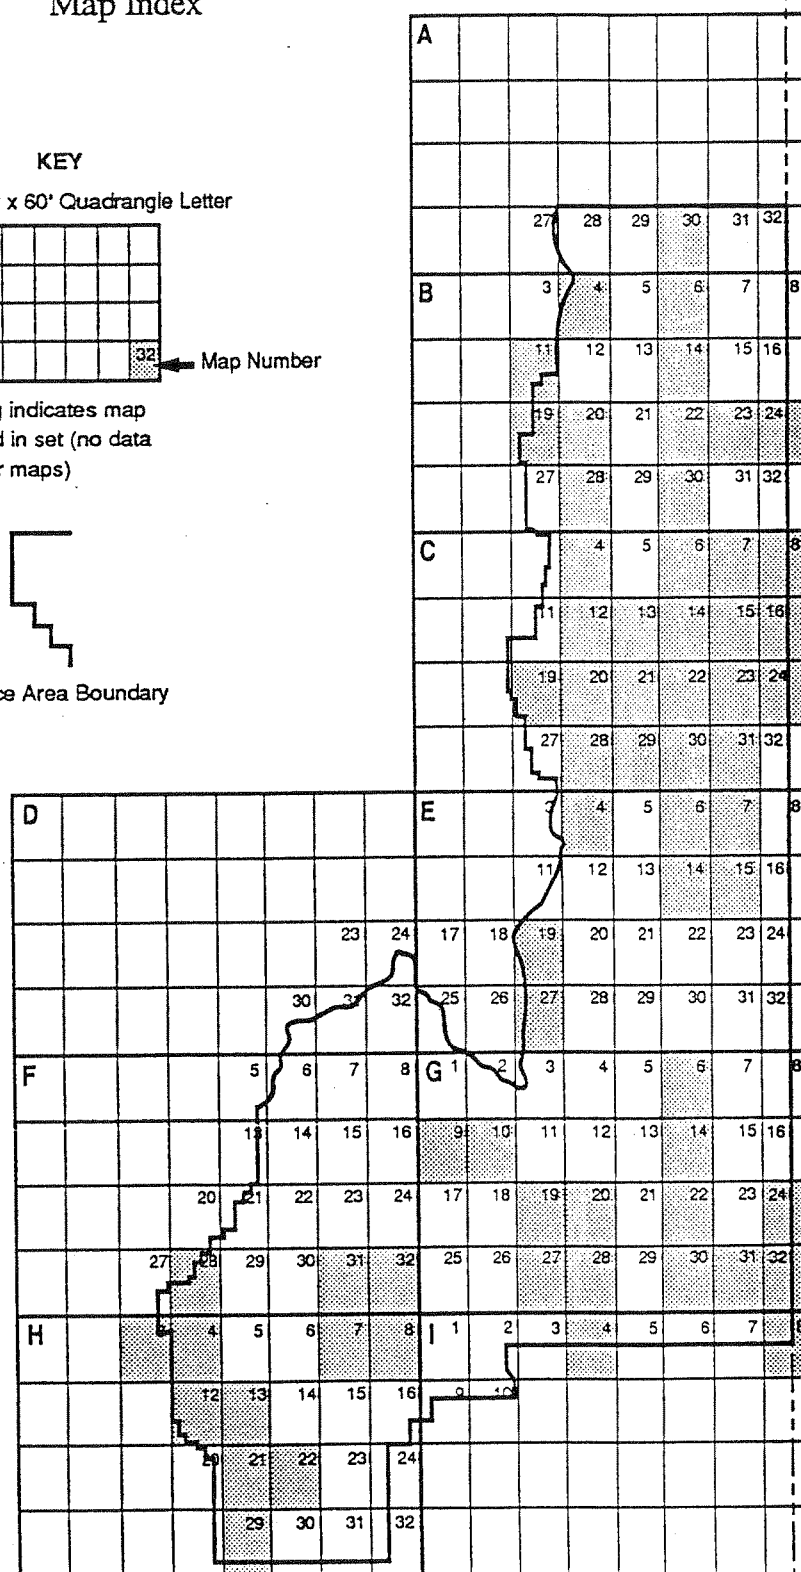 Map Index
KEY
x 60' Quadrangle Letter
32
Map Number
indicates map
in set (no data
maps)
Area Boundary
A
27 28 29 30 31 32
B
3 4 5 6 7 8
11 12 13 14 15 16
19 20 21 22 23 24
27 28 29 30 31 32
C
4 5 6 7 8
11 12 13 14 15 16
19 20 21 22 23 24
27 28 29 30 31 32
D E
3 4 5 6 7 8
11 12 13 14 15 16
23 24 17 18 19 20 21 22 23 24
30 31 32 25 26 27 28 29 30 31 32
F G
5 6 7 8 1 2 3 4 5 6 7 8
13 14 15 16 9 10 11 12 13 14 15 16
20 21 22 23 24 17 18 19 20 21 22 23 24
27 28 29 30 31 32 25 26 27 28 29 30 31 32
H I
3 4 5 6 7 8 1 2 3 4 5 6 7 8
12 13 14 15 16 9 10
20 21 22 23 24
29 30 31 32